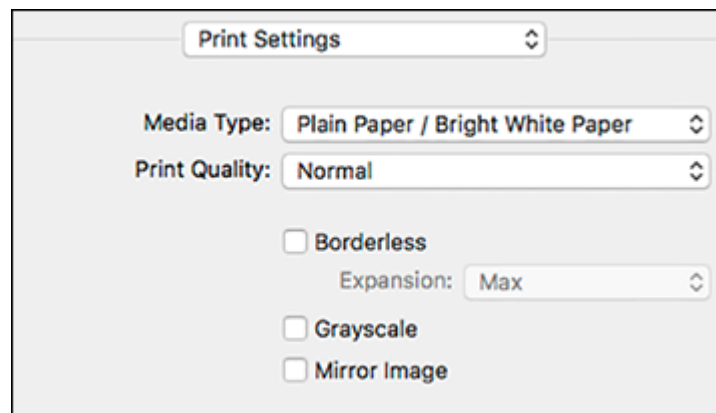 Print Settings
Media Type: Plain Paper / Bright White Paper
Print Quality: Normal
Borderless
Expansion: Max
Grayscale
Mirror Image